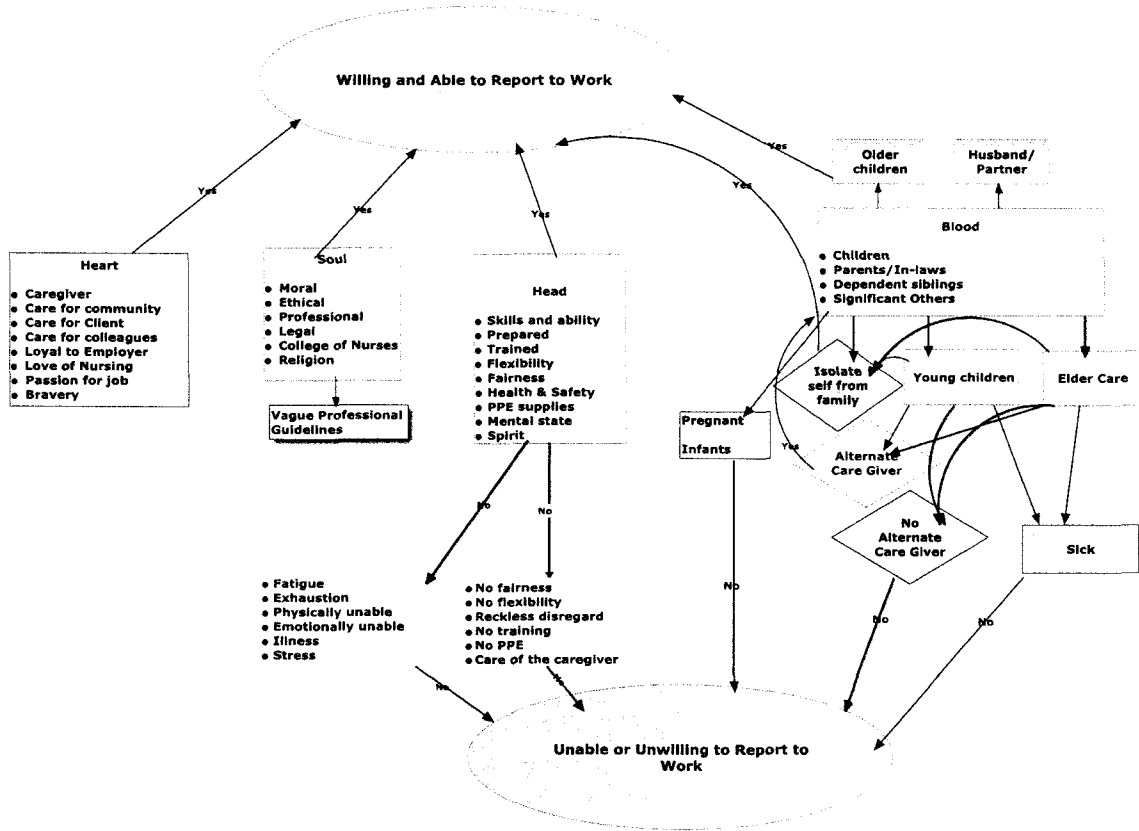 Willing and Able to Report to Work
Yes
Yes
Yes
Yes
Yes
Older
children
Husband/
Partner
Heart
• Caregiver
• Care for community
• Care for Client
• Care for colleagues
• Loyal to Employer
• Love of Nursing
• Passion for job
• Bravery
Soul
• Moral
• Ethical
• Professional
• Legal
• College of Nurses
• Religion
Vague Professional
Guidelines
Head
• Skills and ability
• Prepared
• Trained
• Flexibility
• Fairness
• Health & Safety
• PPE supplies
• Mental state
• Spirit
Blood
• Children
• Parents/In-laws
• Dependent siblings
• Significant Others
Isolate
self from
family
Young children
Elder Care
Pregnant
Infants
Yes
Alternate
Care Giver
No
Alternate
Care Giver
Sick
No
No
• Fatigue
• Exhaustion
• Physically unable
• Emotionally unable
• Illness
• Stress
• No fairness
• No flexibility
• Reckless disregard
• No training
• No PPE
• Care of the caregiver
No
No
No
No
No
Unable or Unwilling to Report to
Work